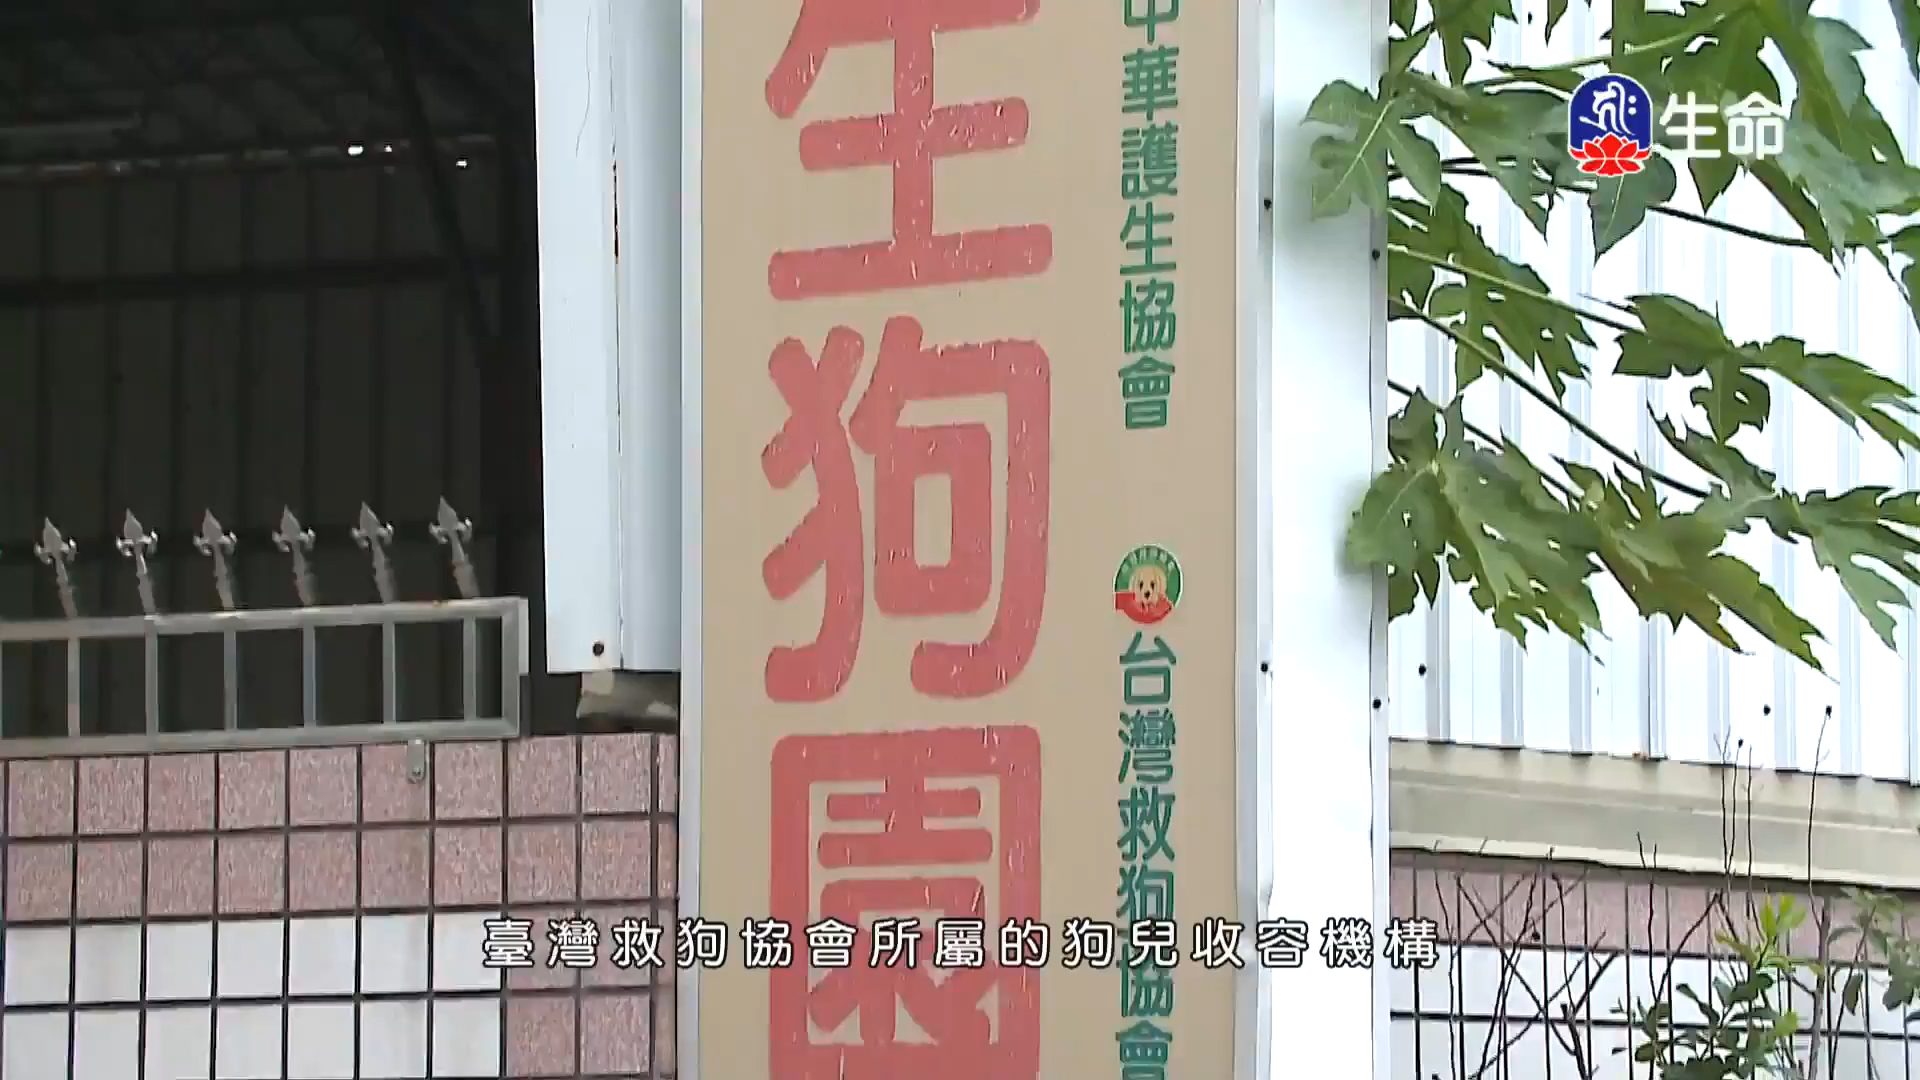 生狗園
中華護生協會
台灣救狗協會
生命
臺灣救狗協會所屬的狗兒收容機構